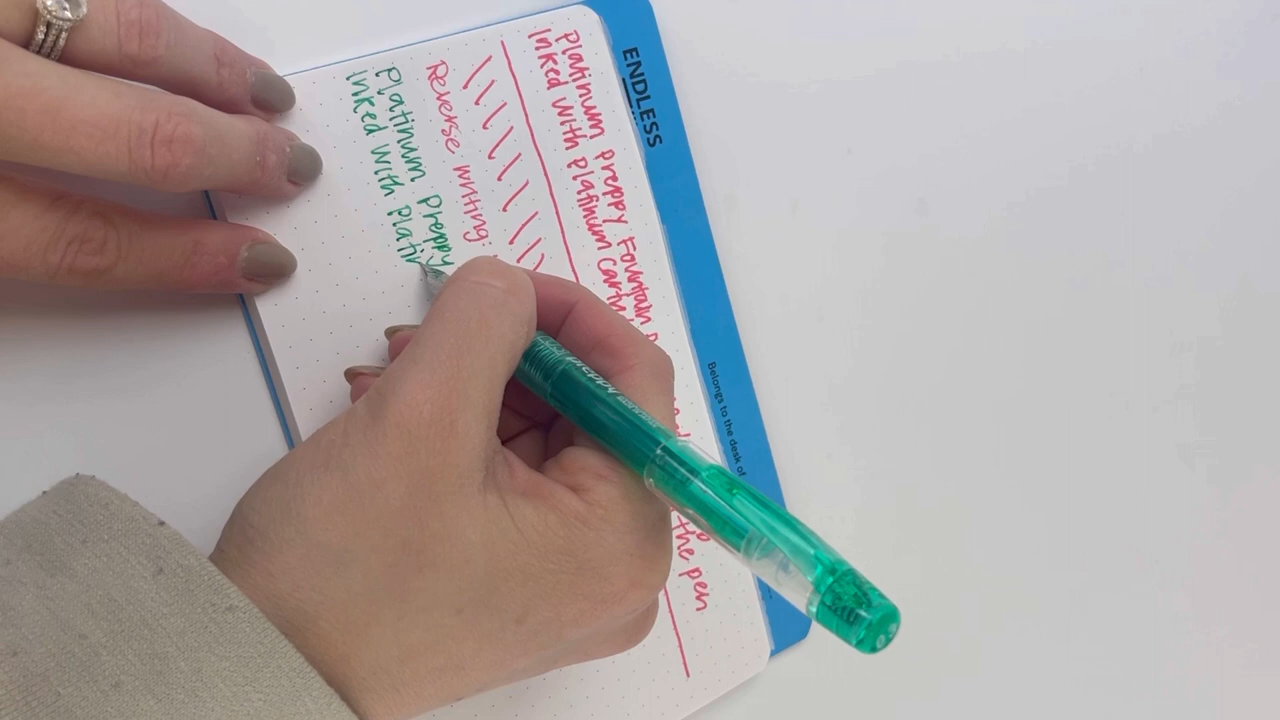 ENDLESS
Belongs to the desk of
Platinum Preppy Fountain
Inked with Platinum
the pen
Reverse writing:
Platinum Preppy
Inked with Plati
preppy